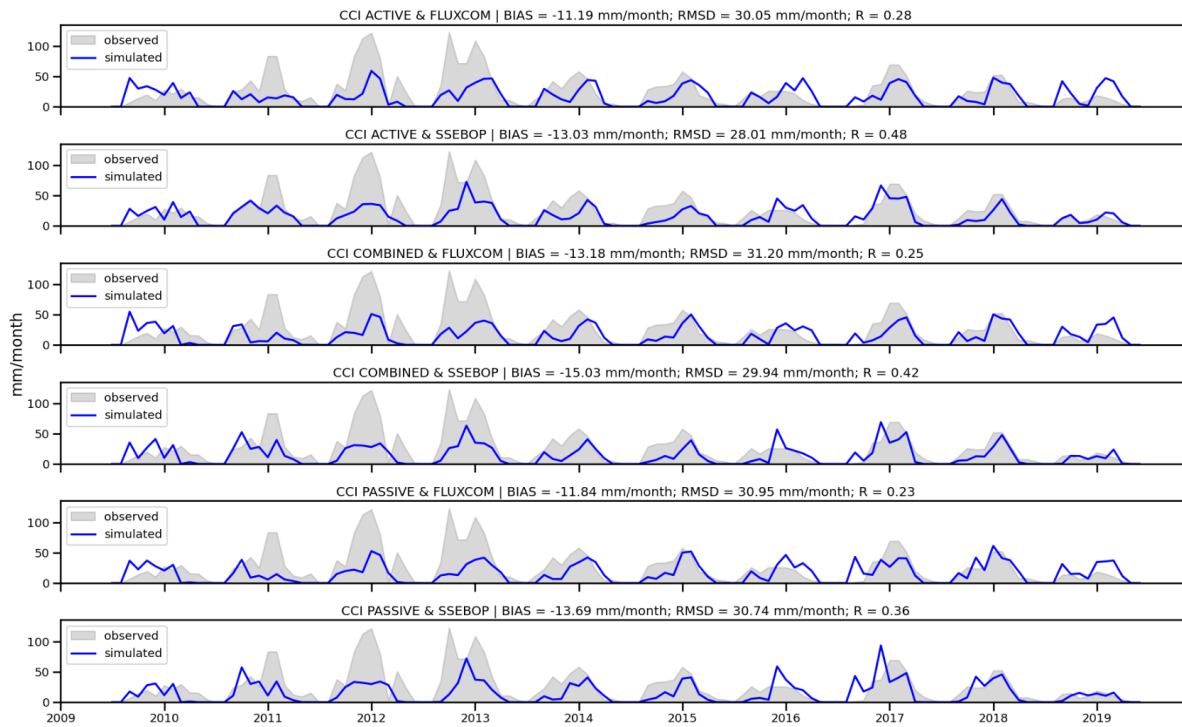 CCI ACTIVE & FLUXCOM | BIAS = -11.19 mm/month; RMSD = 30.05 mm/month; R = 0.28
100
50
0
observed
simulated
CCI ACTIVE & SSEBOP | BIAS = -13.03 mm/month; RMSD = 28.01 mm/month; R = 0.48
100
50
0
observed
simulated
CCI COMBINED & FLUXCOM | BIAS = -13.18 mm/month; RMSD = 31.20 mm/month; R = 0.25
100
50
0
observed
simulated
mm/month
CCI COMBINED & SSEBOP | BIAS = -15.03 mm/month; RMSD = 29.94 mm/month; R = 0.42
100
50
0
observed
simulated
CCI PASSIVE & FLUXCOM | BIAS = -11.84 mm/month; RMSD = 30.95 mm/month; R = 0.23
100
50
0
observed
simulated
CCI PASSIVE & SSEBOP | BIAS = -13.69 mm/month; RMSD = 30.74 mm/month; R = 0.36
100
50
0
observed
simulated
2009 2010 2011 2012 2013 2014 2015 2016 2017 2018 2019